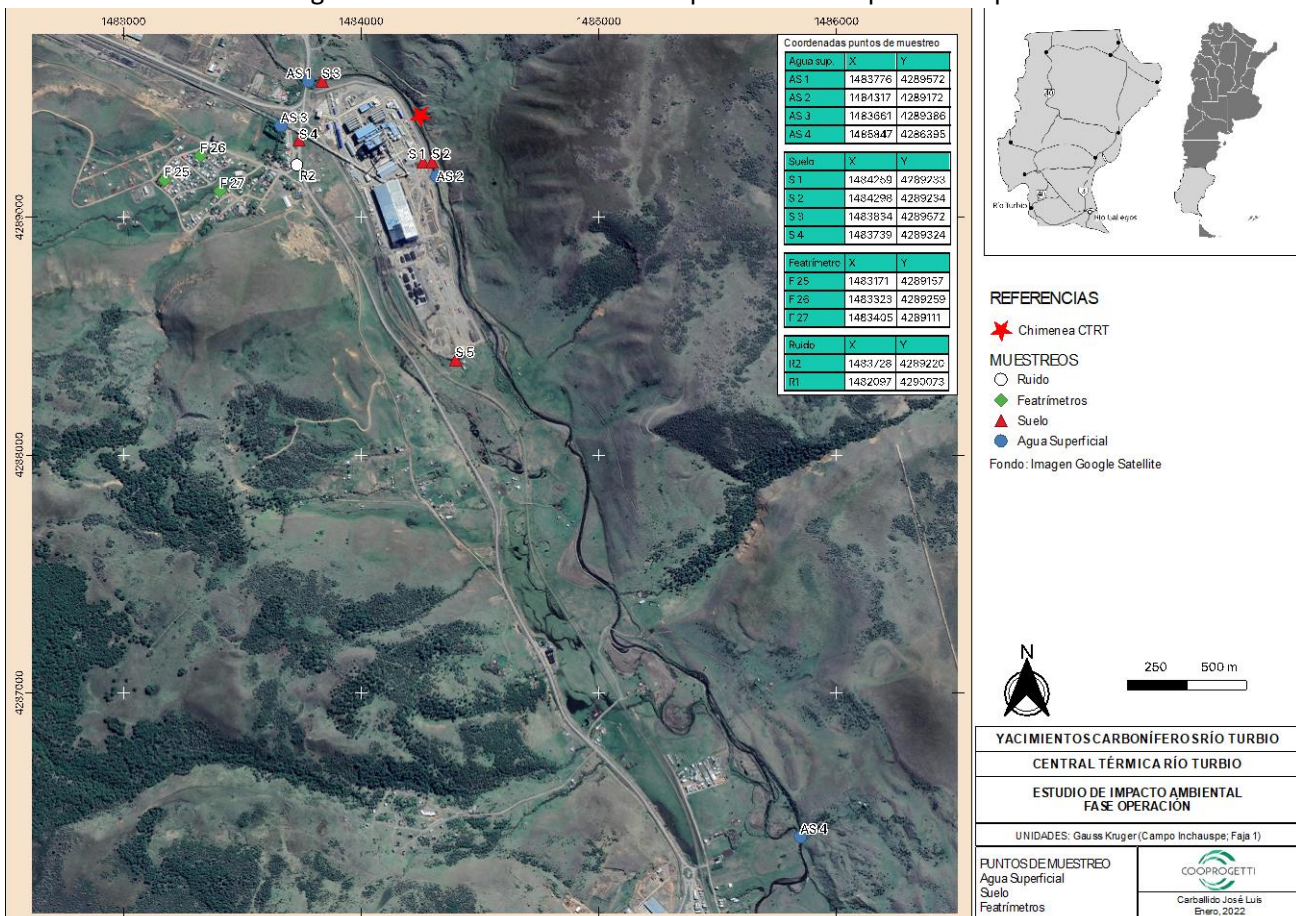 1483000 1484000 1485000 1486000
4289000
4288000
4287000
AS 1 S 3
AS 3
S 4
R2
F 26
F 25
F 27
S 1 S 2
AS 2
S 5
AS 4
Coordenadas puntos de muestreo
Agua sup. X Y
AS 1 1483776 4289572
AS 2 1484317 4289172
AS 3 1483661 4289386
AS 4 1485847 4286395
Suelo X Y
S 1 1484259 4289233
S 2 1484298 4289234
S 3 1483834 4289572
S 4 1483739 4289324
Featrímetro X Y
F 25 1483171 4289157
F 26 1483323 4289259
F 27 1483405 4289111
Ruido X Y
R2 1483728 4289220
R1 1482097 4290073
Río Turbio
Río Gallegos
REFERENCIAS
Chimenea CTRT
MUESTREOS
Ruido
Featrímetros
Suelo
Agua Superficial
Fondo: Imagen Google Satellite
N
250 500 m
YACIMIENTOS CARBONÍFEROS RÍO TURBIO
CENTRAL TÉRMICA RÍO TURBIO
ESTUDIO DE IMPACTO AMBIENTAL
FASE OPERACIÓN
UNIDADES: Gauss Kruger (Campo Inchauspe; Faja 1)
PUNTOS DE MUESTREO
Agua Superficial
Suelo
Featrímetros
COOPROGETTI
Carballido José Luis
Enero, 2022